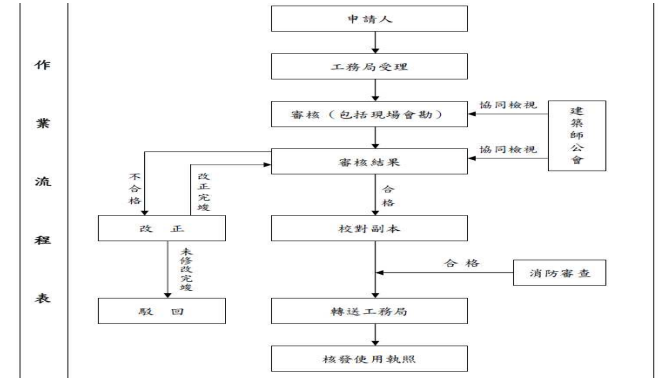 作業流程表
申請人
工務局受理
審核（包括現場會勘）
協同檢視
建築師公會
協同檢視
審核結果
不合格
改正完竣
合格
改 正
校對副本
未修改完竣
合格
消防審查
駁 回
轉送工務局
核發使用執照